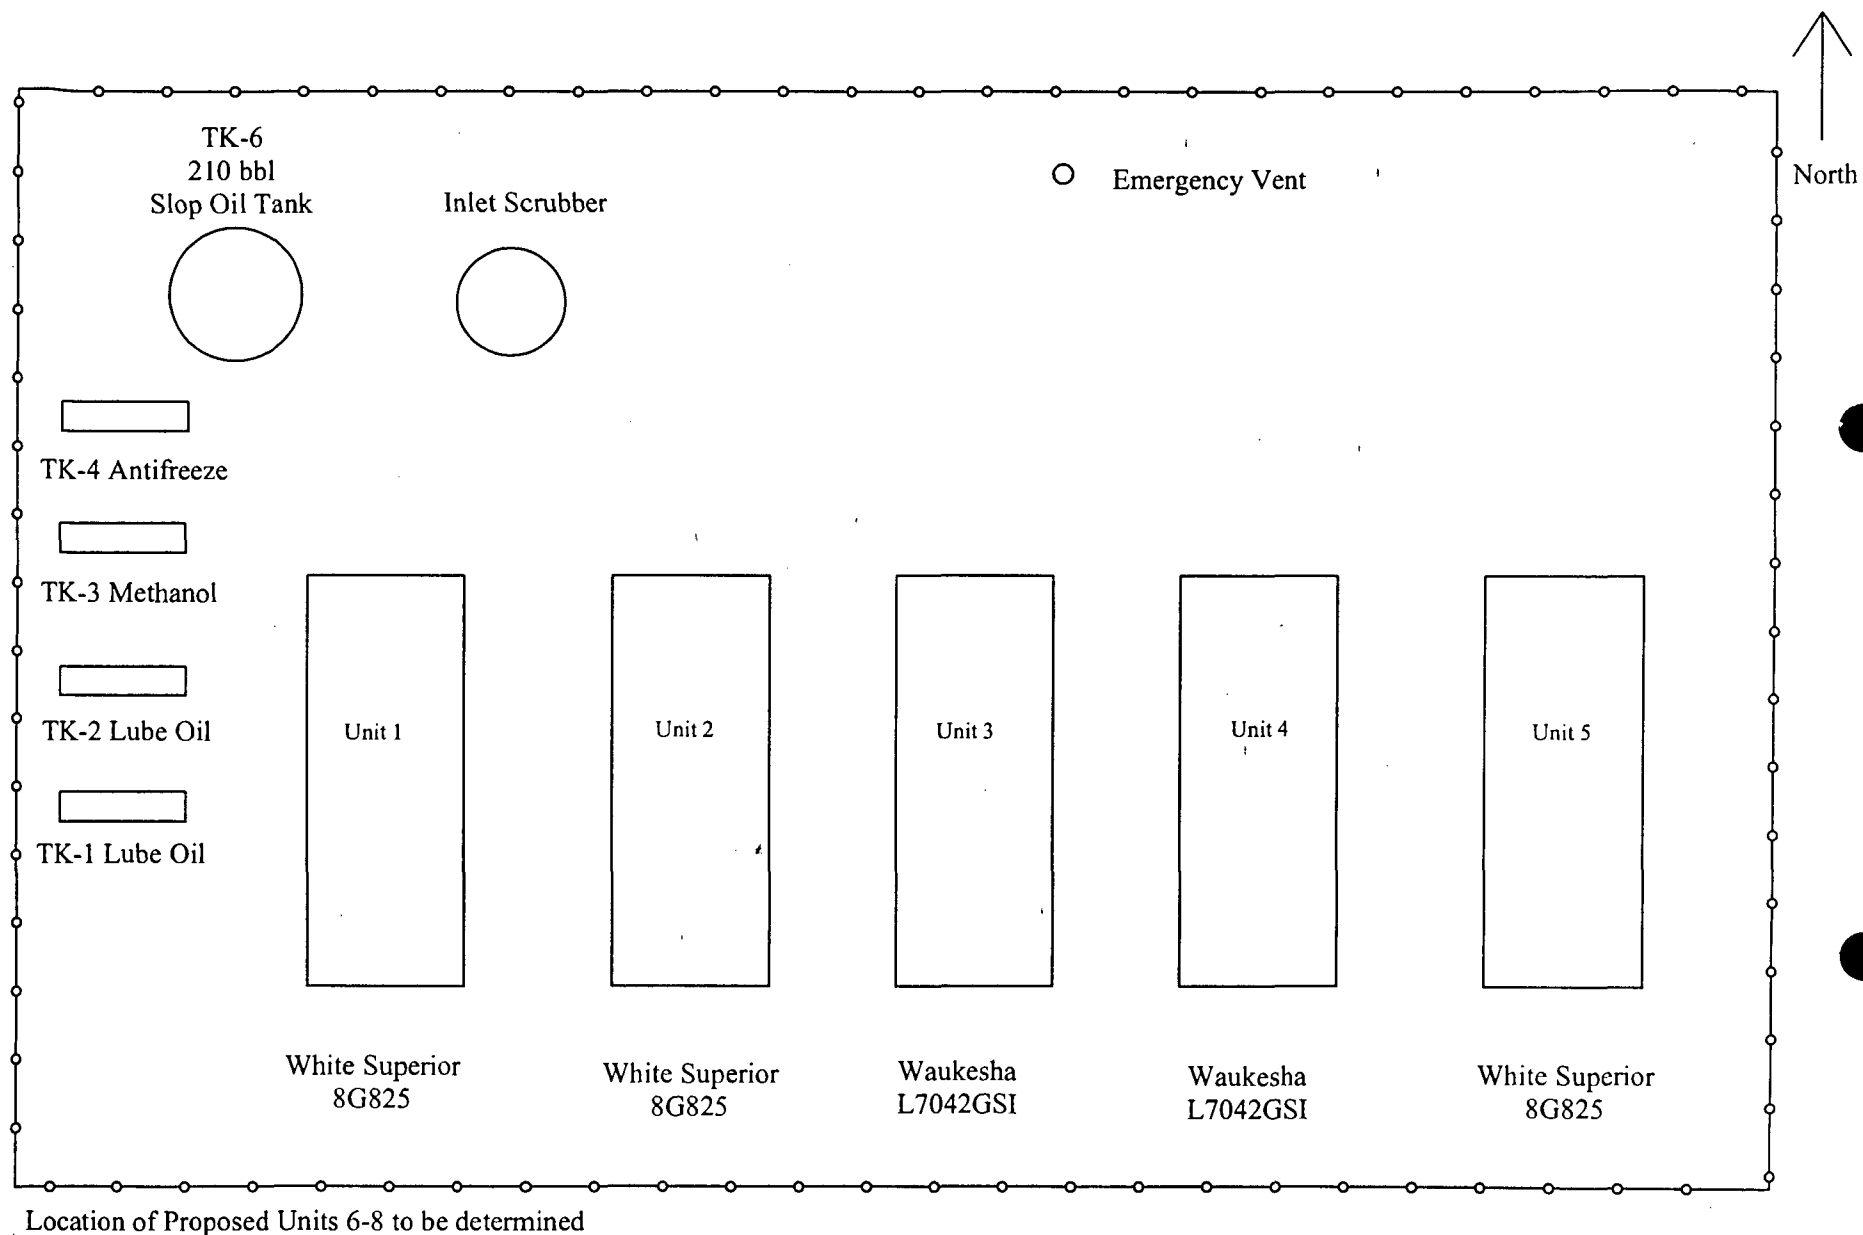 North
TK-6
210 bbl
Slop Oil Tank
Inlet Scrubber
Emergency Vent
TK-4 Antifreeze
TK-3 Methanol
TK-2 Lube Oil
TK-1 Lube Oil
Unit 1
Unit 2
Unit 3
Unit 4
Unit 5
White Superior
8G825
White Superior
8G825
Waukesha
L7042GSI
Waukesha
L7042GSI
White Superior
8G825
Location of Proposed Units 6-8 to be determined